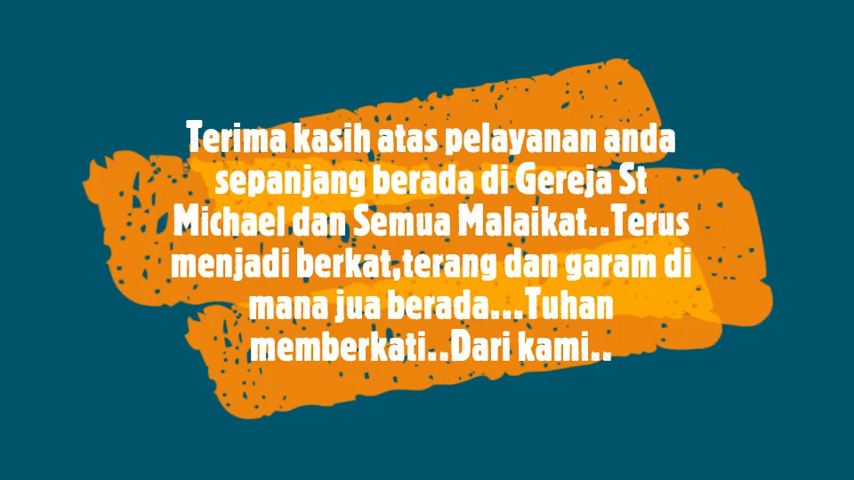 Terima kasih atas pelayanan anda
sepanjang berada di Gereja St
Michael dan Semua Malaikat..Terus
menjadi berkat,terang dan garam di
mana jua berada...Tuhan
memberkati..Dari kami..